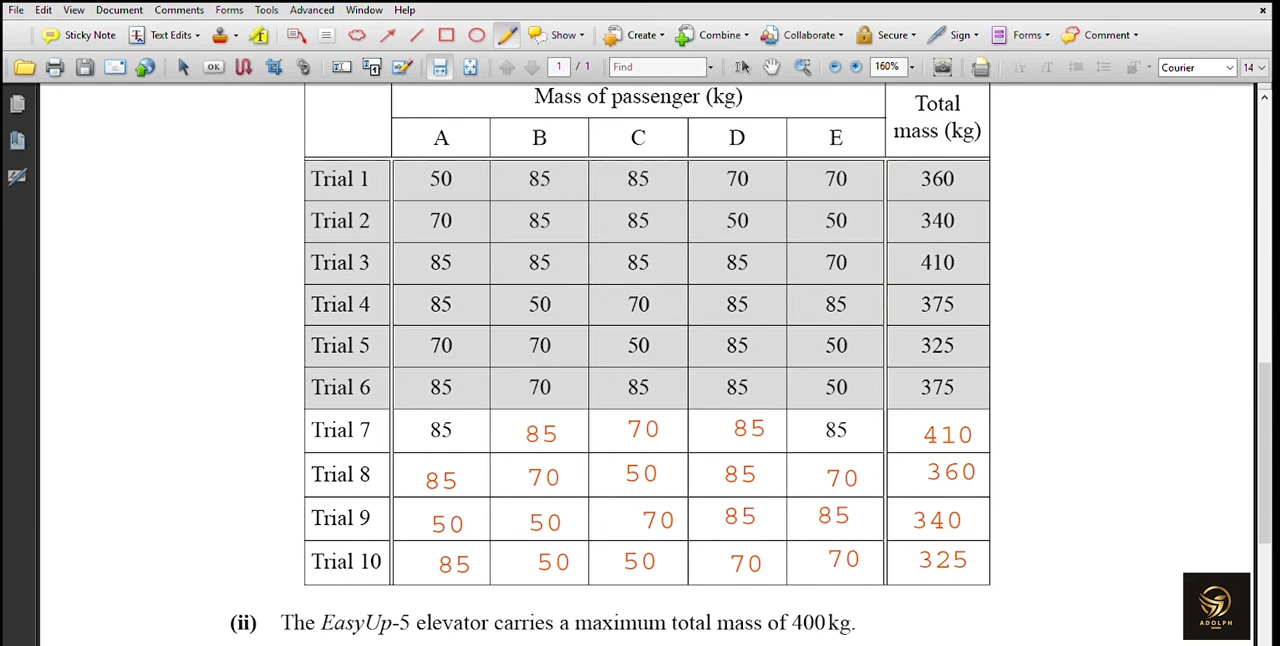 File Edit View Document Comments Forms Tools Advanced Window Help ×
Sticky Note Text Edits Show Create Combine Collaborate Secure Sign Forms Comment
OK 1 / 1 Find 160% Tr Courier 14
Mass of passenger (kg) Total mass (kg)
A B C D E
Trial 1 50 85 85 70 70 360
Trial 2 70 85 85 50 50 340
Trial 3 85 85 85 85 70 410
Trial 4 85 50 70 85 85 375
Trial 5 70 70 50 85 50 325
Trial 6 85 70 85 85 50 375
Trial 7 85 85 70 85 85 410
Trial 8 85 70 50 85 70 360
Trial 9 50 50 70 85 85 340
Trial 10 85 50 50 70 70 325
(ii) The EasyUp-5 elevator carries a maximum total mass of 400 kg.
ADOLPH